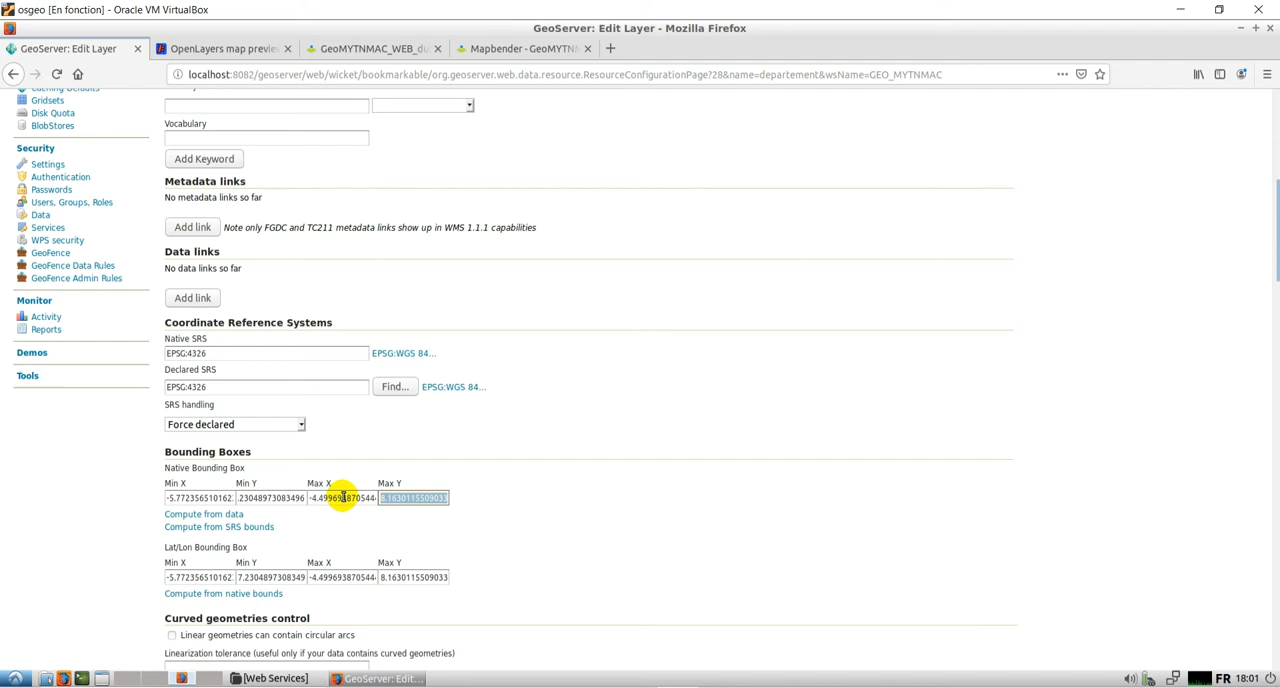 osgeo [En fonction] - Oracle VM VirtualBox
GeoServer: Edit Layer - Mozilla Firefox
GeoServer: Edit Layer
OpenLayers map previe
GeoMYTNMAC_WEB_du
Mapbender - GeoMYTN
localhost:8082/geoserver/web/wicket/bookmarkable/org.geoserver.web.data.resource.ResourceConfigurationPage?28&name=departement&wsName=GEO_MYTNMAC
Caching Defaults
Gridsets
Disk Quota
BlobStores
Security
Settings
Authentication
Passwords
Users, Groups, Roles
Data
Services
WPS security
GeoFence
GeoFence Data Rules
GeoFence Admin Rules
Monitor
Activity
Reports
Demos
Tools
Vocabulary
Add Keyword
Metadata links
No metadata links so far
Add link Note only FGDC and TC211 metadata links show up in WMS 1.1.1 capabilities
Data links
No data links so far
Add link
Coordinate Reference Systems
Native SRS
EPSG:4326 EPSG:WGS 84...
Declared SRS
EPSG:4326 Find... EPSG:WGS 84...
SRS handling
Force declared
Bounding Boxes
Native Bounding Box
Min X Min Y Max X Max Y
-5.772356510162 .23048973083496 -4.499693870544 8.1630115509033
Compute from data
Compute from SRS bounds
Lat/Lon Bounding Box
Min X Min Y Max X Max Y
-5.772356510162 7.2304897308349 -4.499693870544 8.1630115509033
Compute from native bounds
Curved geometries control
Linear geometries can contain circular arcs
Linearization tolerance (useful only if your data contains curved geometries)
[Web Services]
GeoServer: Edit...
FR 18:01